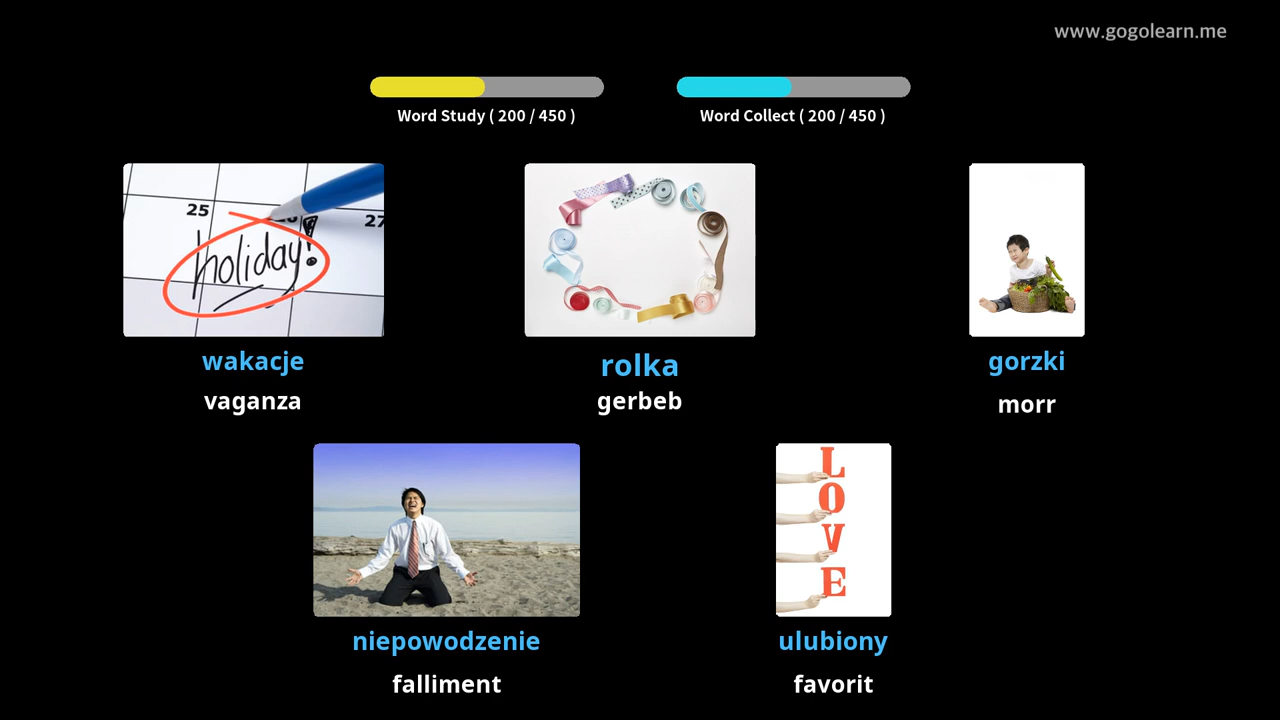 www.gogolearn.me
Word Study ( 200 / 450 )
Word Collect ( 200 / 450 )
25
27
holiday!
wakacje
rolka
gorzki
vaganza
gerbeb
morr
L
O
V
E
niepowodzenie
ulubiony
falliment
favorit